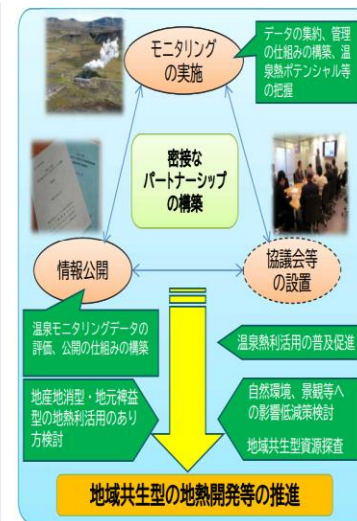 モニタリング
の実施
データの集約、管理
の仕組みの構築、温
泉熱ポテンシャル等
の把握
密接な
パートナーシップ
の構築
情報公開
協議会等
の設置
温泉モニタリングデータの
評価、公開の仕組みの構築
温泉熱利活用の普及促進
地産地消型・地元裨益
型の地熱利活用のあり
方検討
自然環境、景観等へ
の影響低減策検討
地域共生型資源探査
地域共生型の地熱開発等の推進